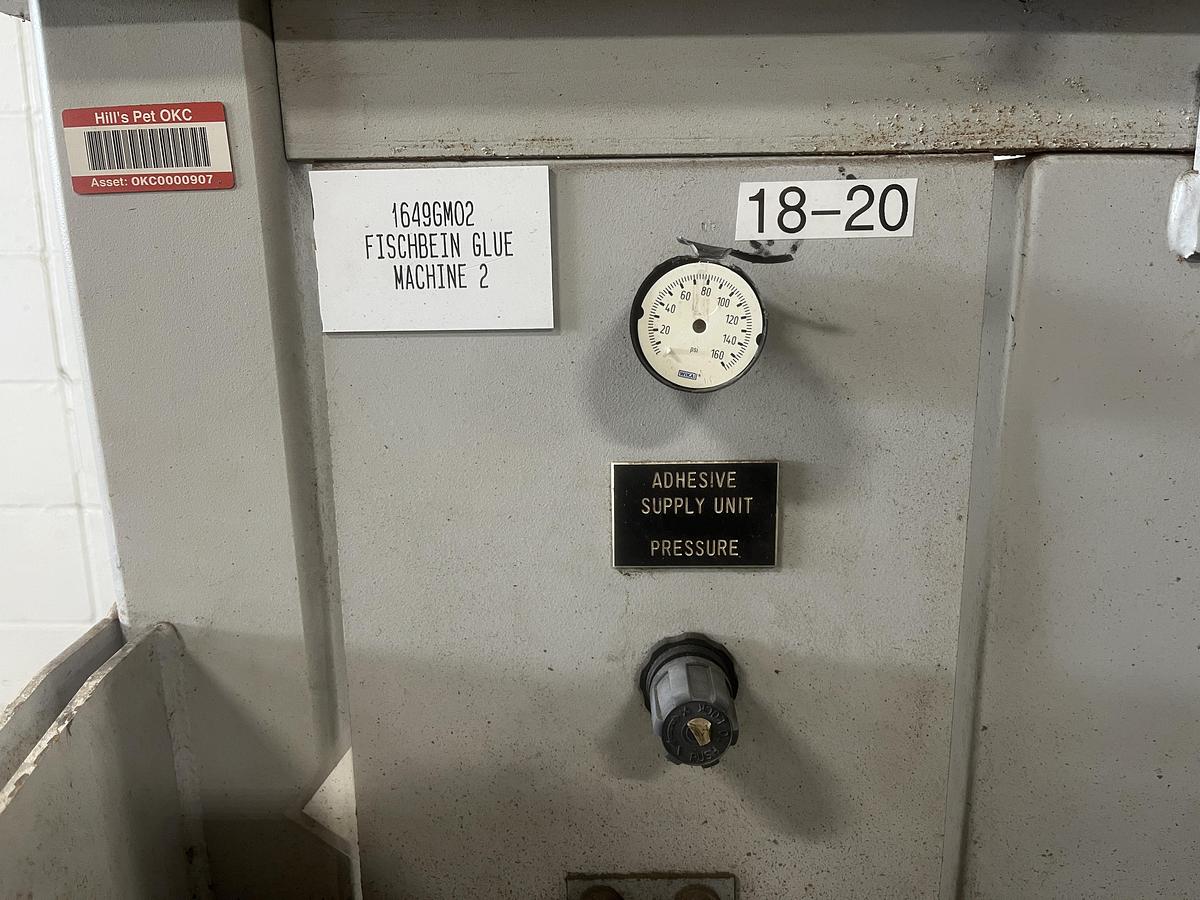 Hill's Pet OKC
Asset: OKC0000907
1649GM02
FISCHBEIN GLUE
MACHINE 2
18-20
20
40
60
80
100
120
140
160
psi
WIKA
ADHESIVE
SUPPLY UNIT
PRESSURE
PUSH